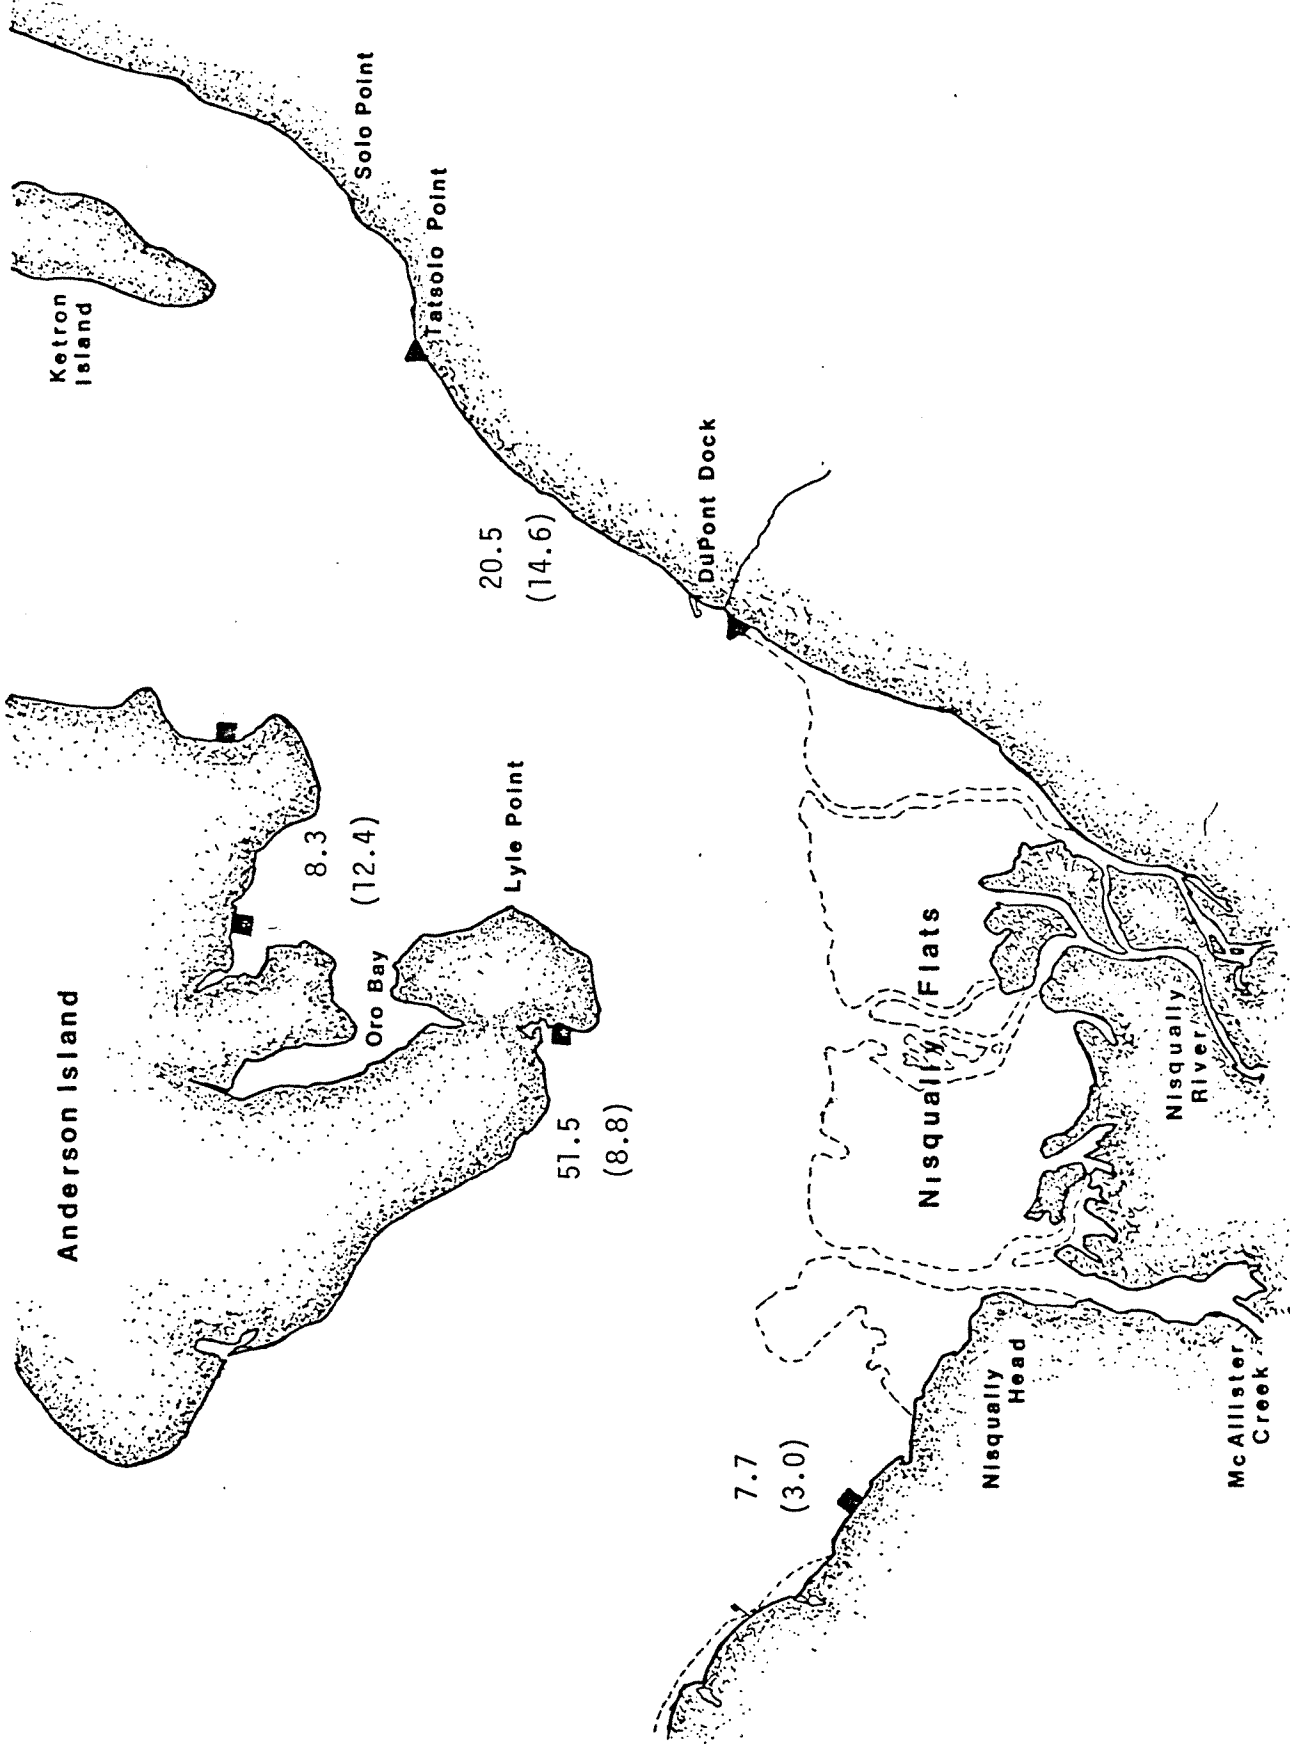 Ketron
Island
Solo Point
Tatsolo Point
20.5
(14.6)
DuPont Dock
Anderson Island
8.3
(12.4)
Oro Bay
Lyle Point
51.5
(8.8)
Nisqually Flats
Nisqually
River
7.7
(3.0)
Nisqually
Head
McAllister
Creek